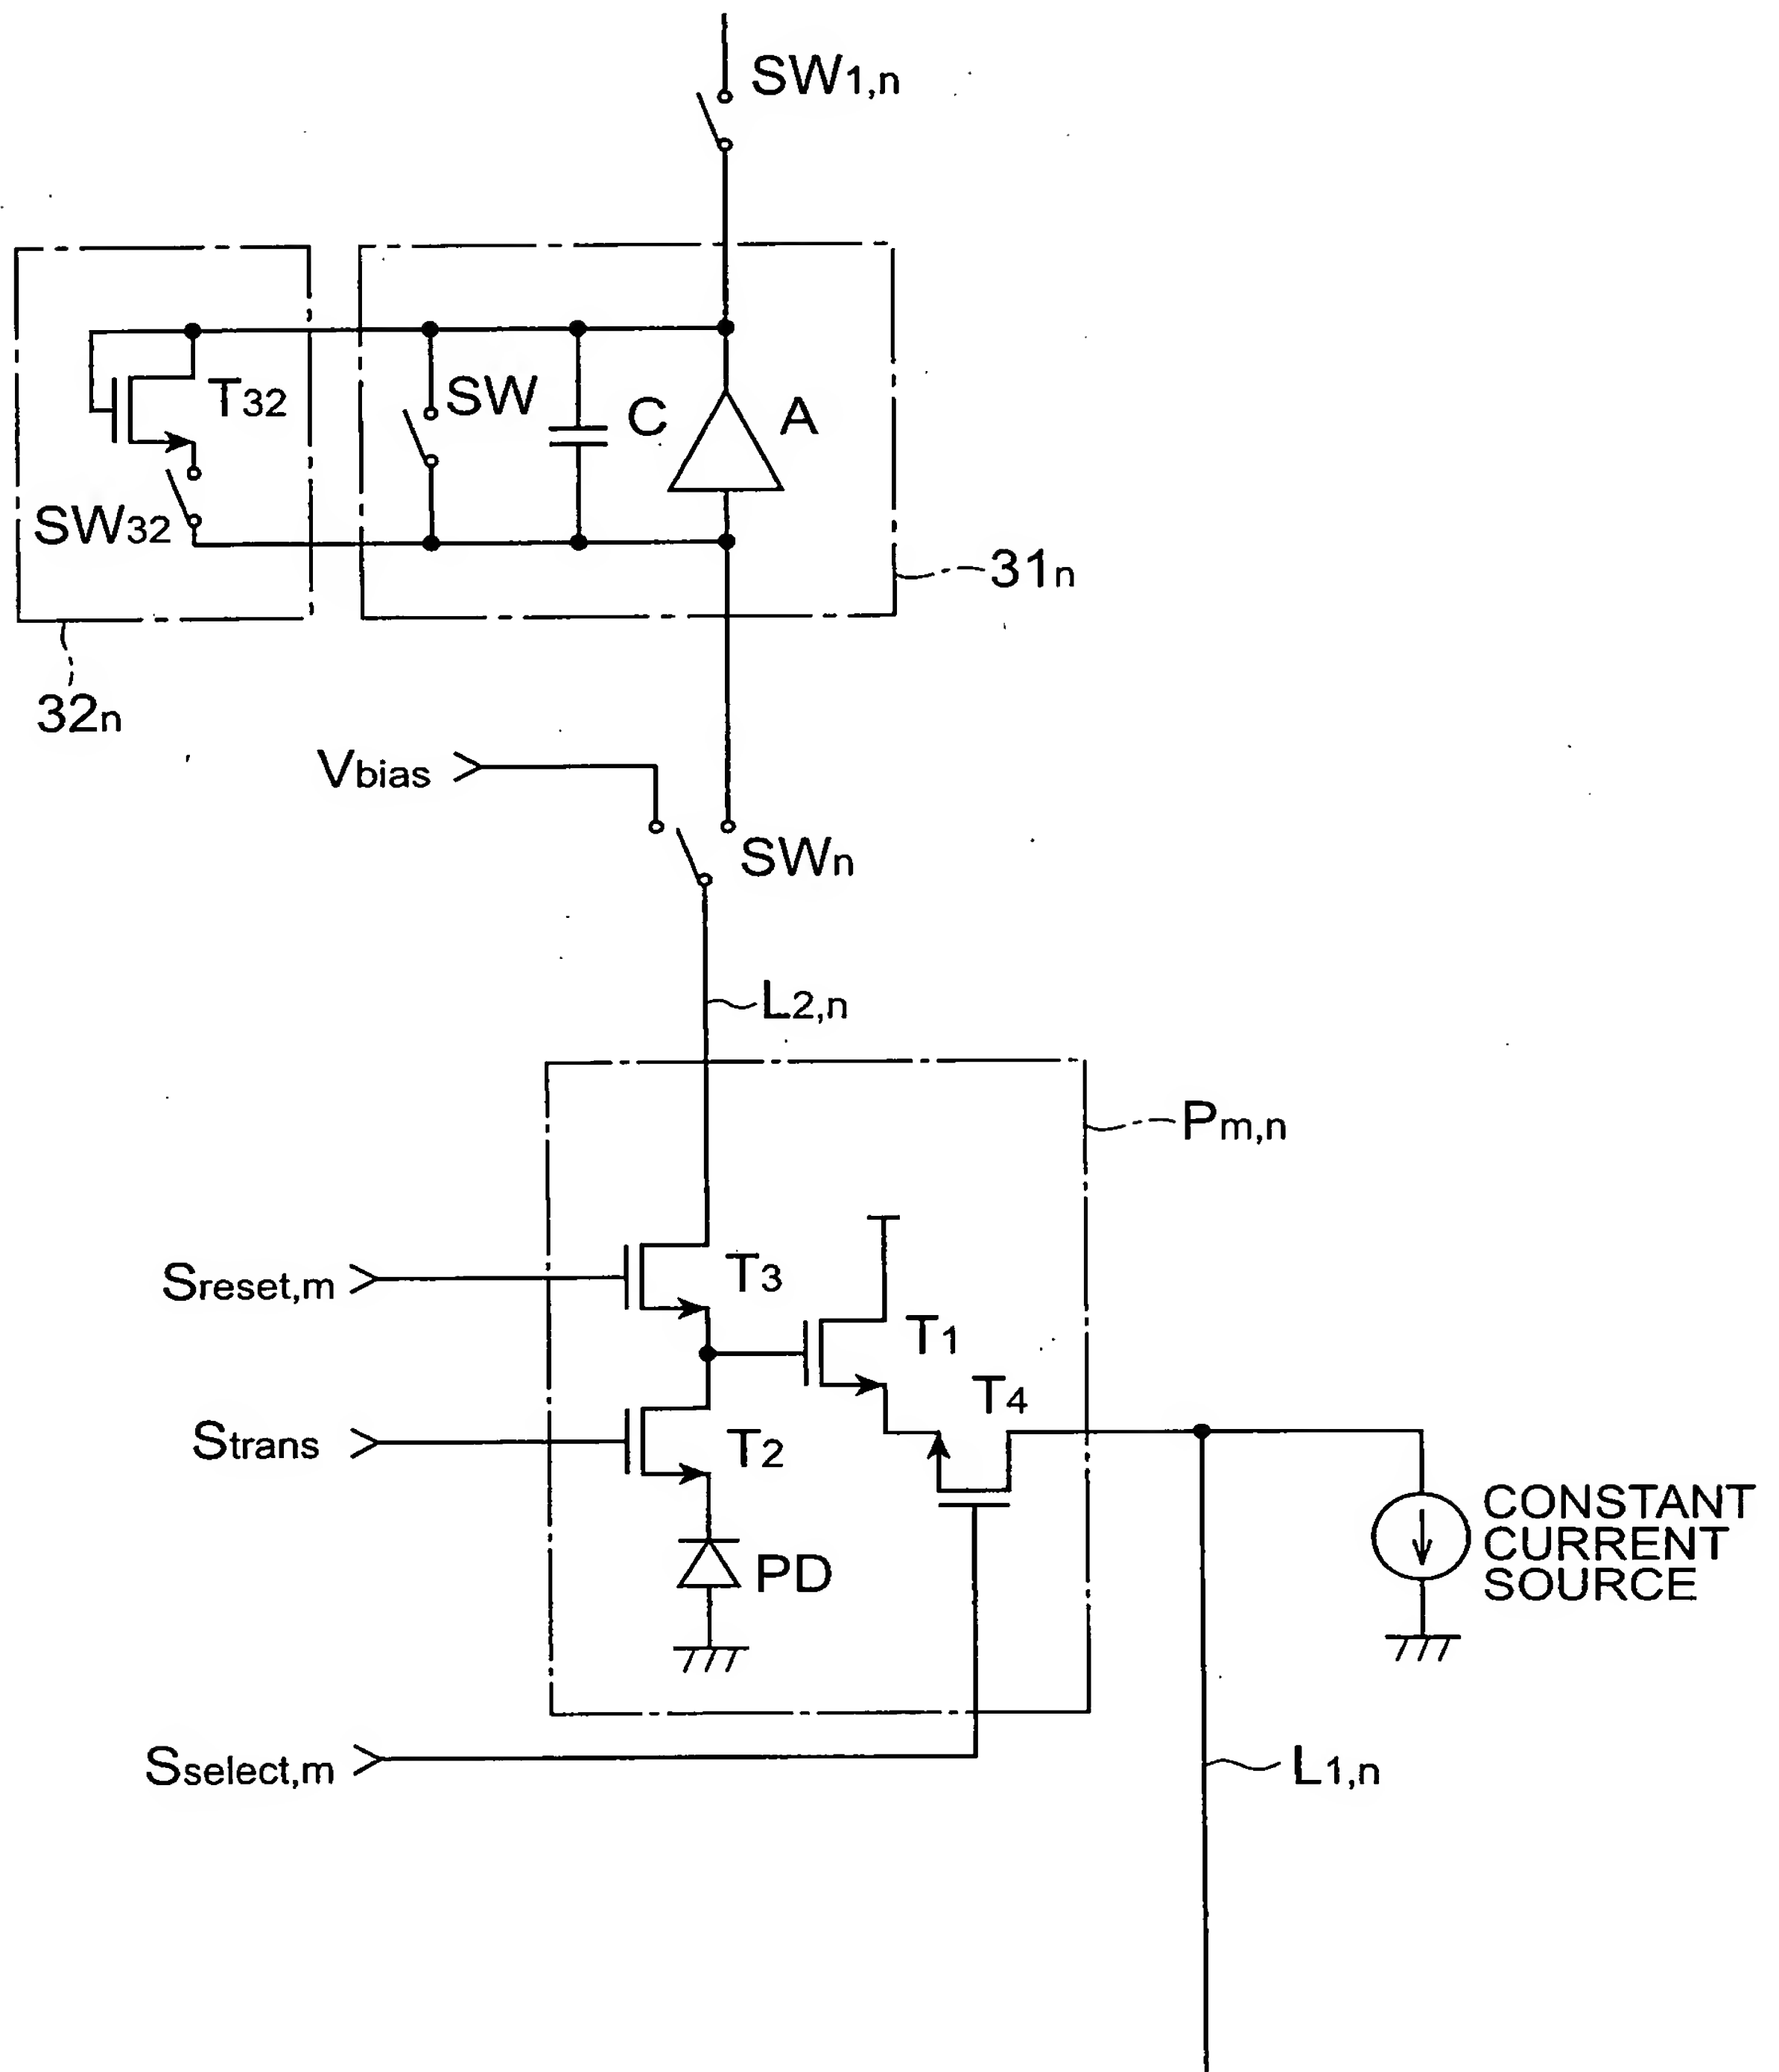 SW1,n
T32
SW
C
A
SW32
31n
32n
Vbias
SWn
L2,n
Pm,n
Sreset,m
T3
T1
T4
Strans
T2
CONSTANT
CURRENT
SOURCE
PD
Sselect,m
L1,n